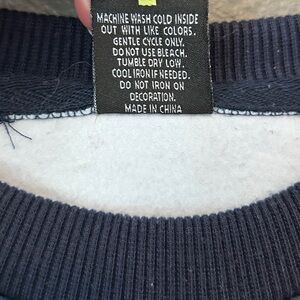 MACHINE WASH COLD INSIDE
OUT WITH LIKE COLORS.
GENTLE CYCLE ONLY.
DO NOT USE BLEACH.
TUMBLE DRY LOW.
COOL IRON IF NEEDED.
DO NOT IRON ON
DECORATION.
MADE IN CHINA